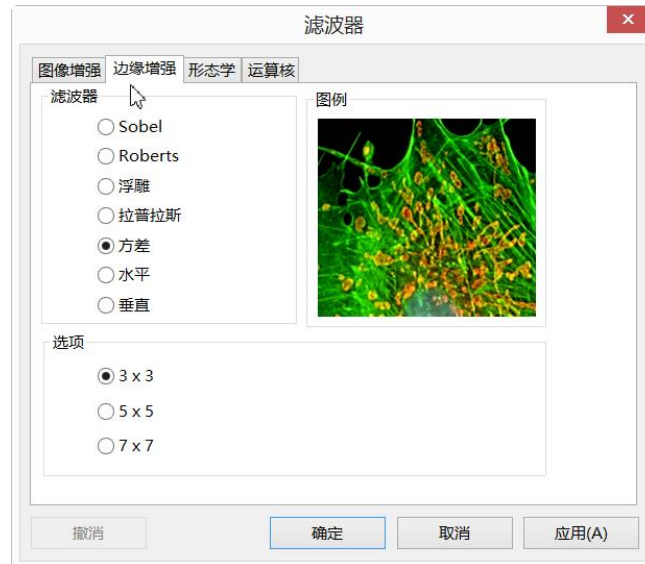 滤波器
图像增强 边缘增强 形态学 运算核
滤波器
Sobel
Roberts
浮雕
拉普拉斯
方差
水平
垂直
图例
选项
3 x 3
5 x 5
7 x 7
撤消 确定 取消 应用(A)